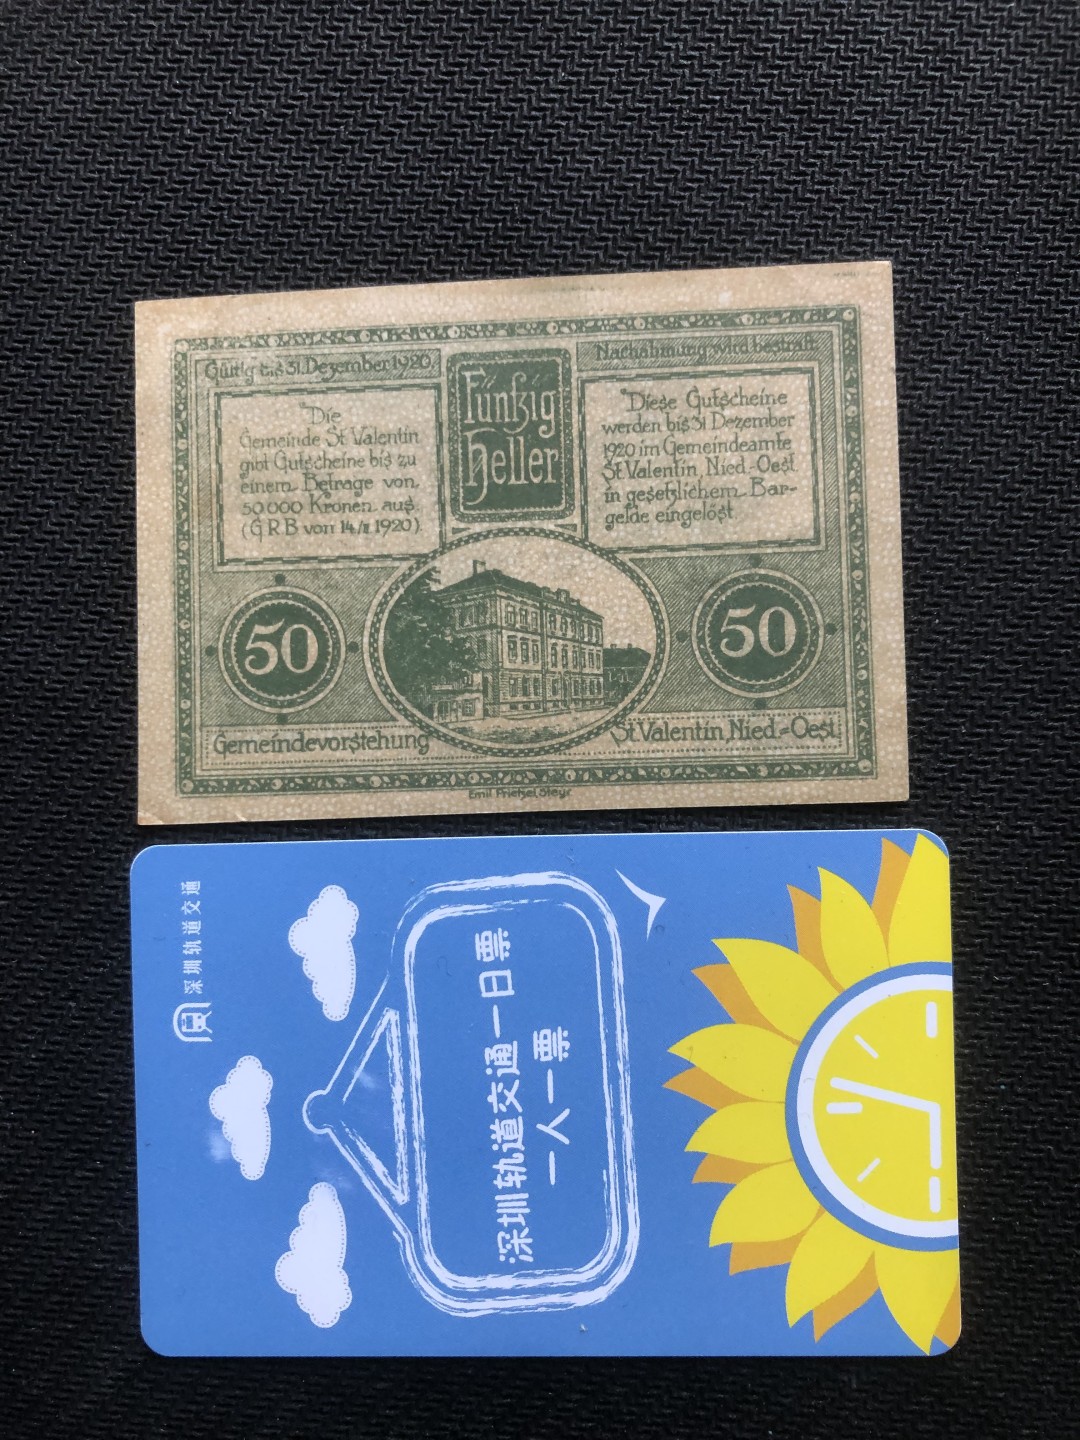 Gültig bis 31. Dezember 1920.
Die
Gemeinde St Valentin
gibt Gutscheine bis zu
einem Betrage von
50000 Kronen aus.
(G R B von 14/II 1920).
Fünfzig
Heller
Nachahmung wird bestraft.
Diese Gutscheine
werden bis 31 Dezember
1920 im Gemeindeamte
St Valentin, Nied.-Oest.
in gesetzlichem Bar-
gelde eingelöst
50
50
Gemeindevorstehung
St Valentin, Nied.-Oest.
Emil Prietzel, Steyr.
深圳轨道交通
深圳轨道交通一日票
一人一票